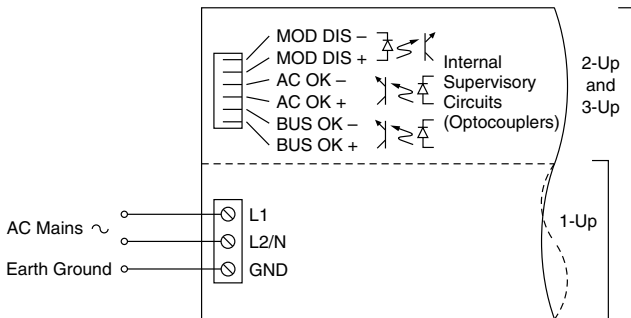 MOD DIS –
MOD DIS +
AC OK –
AC OK +
BUS OK –
BUS OK +
Internal
Supervisory
Circuits
(Optocouplers)
2-Up
and
3-Up
1-Up
AC Mains ~
Earth Ground
L1
L2/N
GND